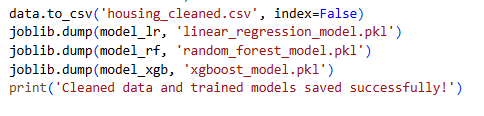 data.to_csv('housing_cleaned.csv', index=False)
joblib.dump(model_lr, 'linear_regression_model.pkl')
joblib.dump(model_rf, 'random_forest_model.pkl')
joblib.dump(model_xgb, 'xgboost_model.pkl')
print('Cleaned data and trained models saved successfully!')